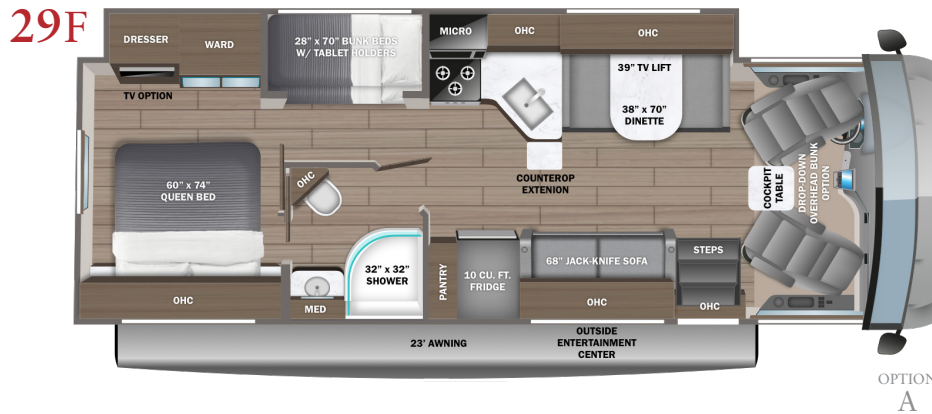 29F
DRESSER
WARD
TV OPTION
28" x 70" BUNK BEDS
W/ TABLET HOLDERS
MICRO
OHC
OHC
39" TV LIFT
38" x 70"
DINETTE
COUNTEROP
EXTENION
COCKPIT
TABLE
DROP-DOWN
OVERHEAD BUNK
OPTION
60" x 74"
QUEEN BED
OHC
OHC
MED
32" x 32"
SHOWER
PANTRY
10 CU. FT.
FRIDGE
68" JACK-KNIFE SOFA
OHC
STEPS
OHC
23' AWNING
OUTSIDE
ENTERTAINMENT
CENTER
OPTION
A